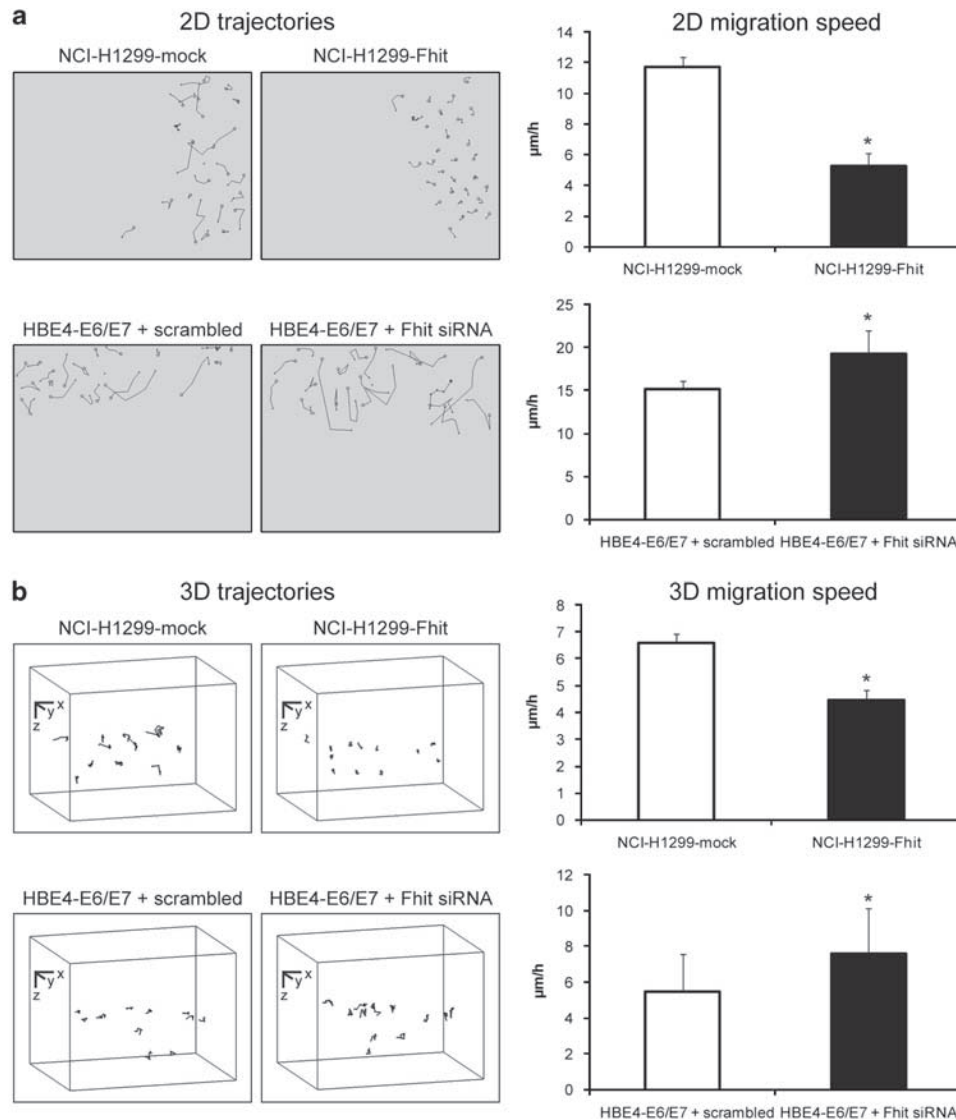 a
2D trajectories
NCI-H1299-mock
NCI-H1299-Fhit
2D migration speed
14
12
10
8
6
4
2
0
µm/h
*
NCI-H1299-mock
NCI-H1299-Fhit
HBE4-E6/E7 + scrambled
HBE4-E6/E7 + Fhit siRNA
25
20
15
10
5
0
µm/h
*
HBE4-E6/E7 + scrambled
HBE4-E6/E7 + Fhit siRNA
b
3D trajectories
NCI-H1299-mock
NCI-H1299-Fhit
x
y
z
x
y
z
3D migration speed
8
7
6
5
4
3
2
1
0
µm/h
*
NCI-H1299-mock
NCI-H1299-Fhit
HBE4-E6/E7 + scrambled
HBE4-E6/E7 + Fhit siRNA
x
y
z
x
y
z
12
10
8
6
4
2
0
µm/h
*
HBE4-E6/E7 + scrambled
HBE4-E6/E7 + Fhit siRNA